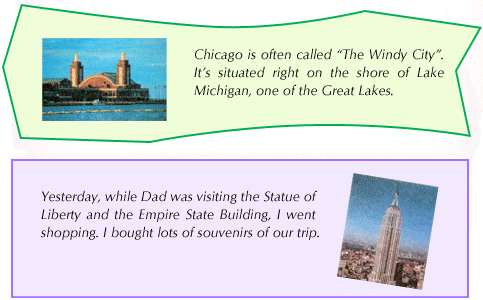 Chicago is often called “The Windy City”.
It’s situated right on the shore of Lake
Michigan, one of the Great Lakes.
Yesterday, while Dad was visiting the Statue of
Liberty and the Empire State Building, I went
shopping. I bought lots of souvenirs of our trip.